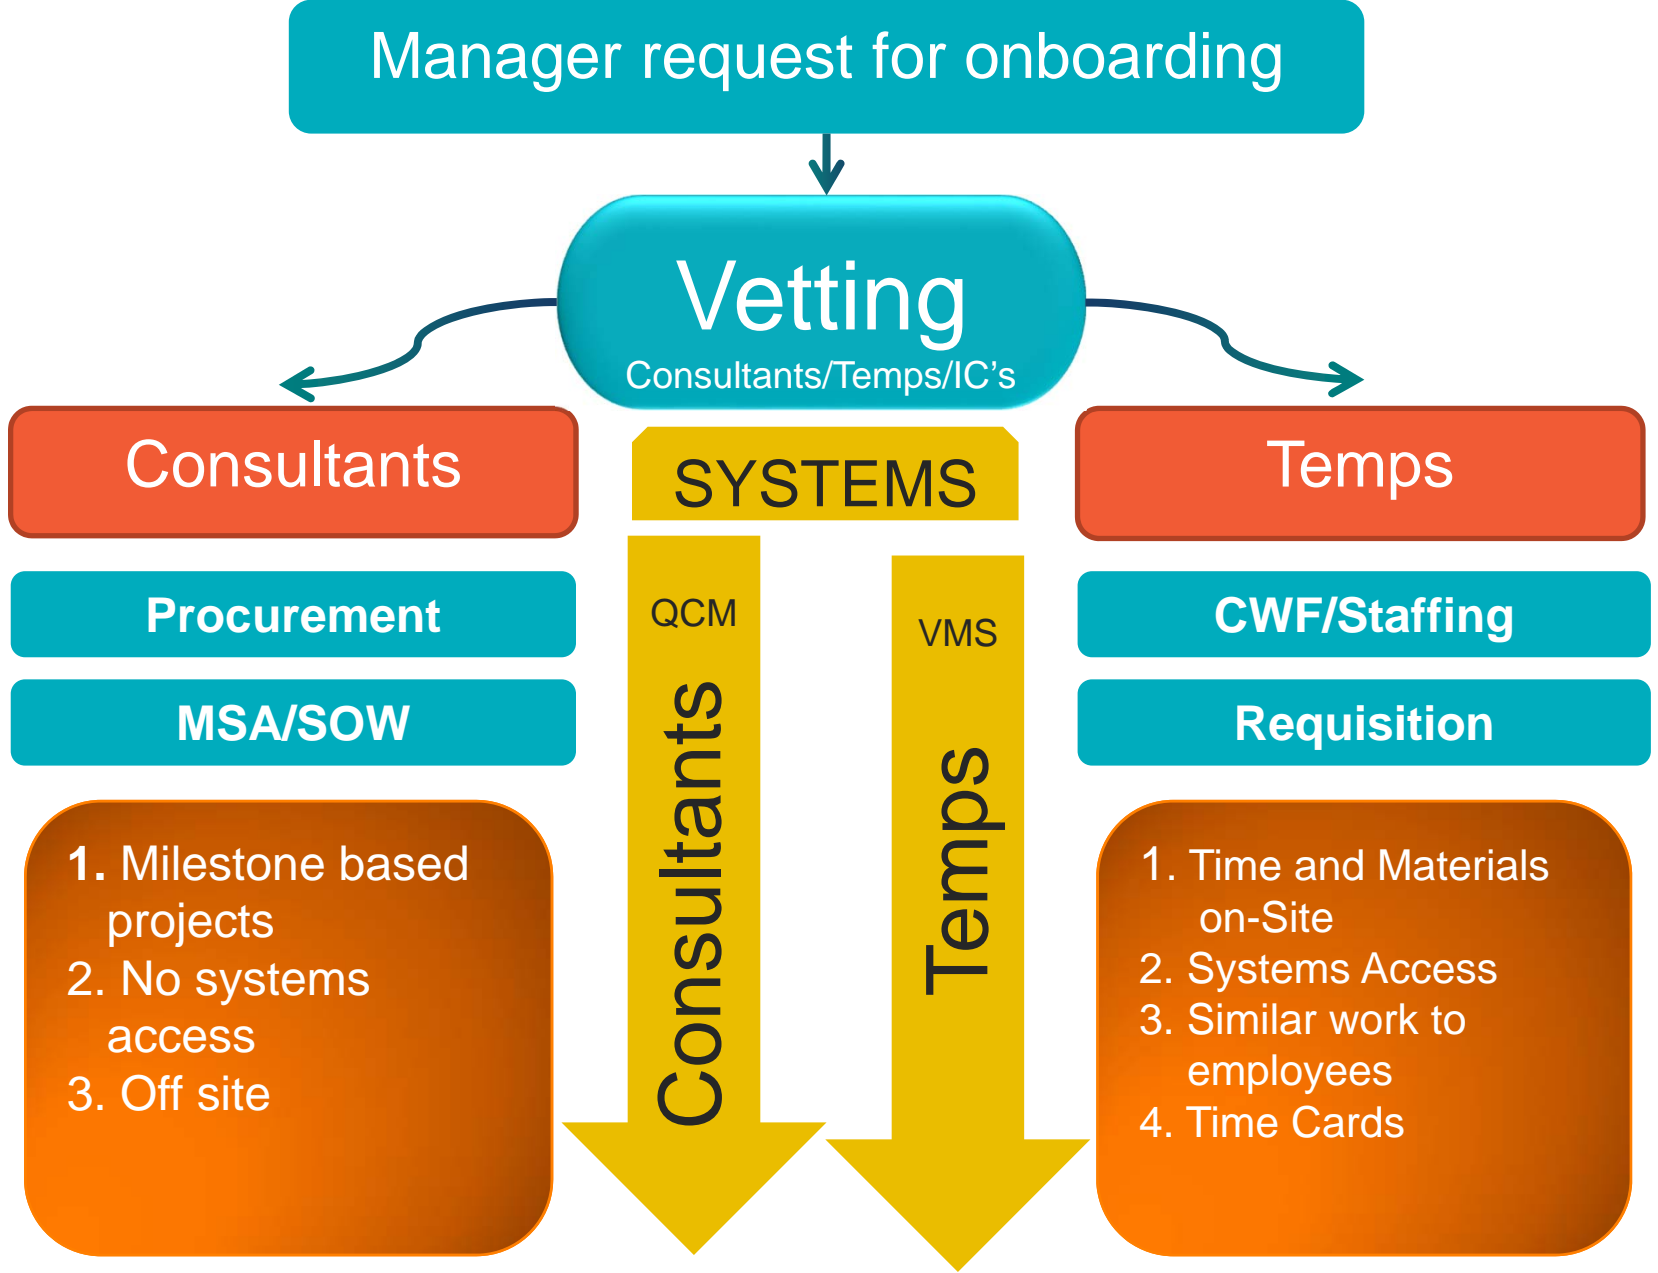 Manager request for onboarding
Vetting
Consultants/Temps/IC's
Consultants
Procurement
MSA/SOW
1. Milestone based
projects
2. No systems
access
3. Off site
SYSTEMS
QCM
Consultants
VMS
Temps
Temps
CWF/Staffing
Requisition
1. Time and Materials
on-Site
2. Systems Access
3. Similar work to
employees
4. Time Cards